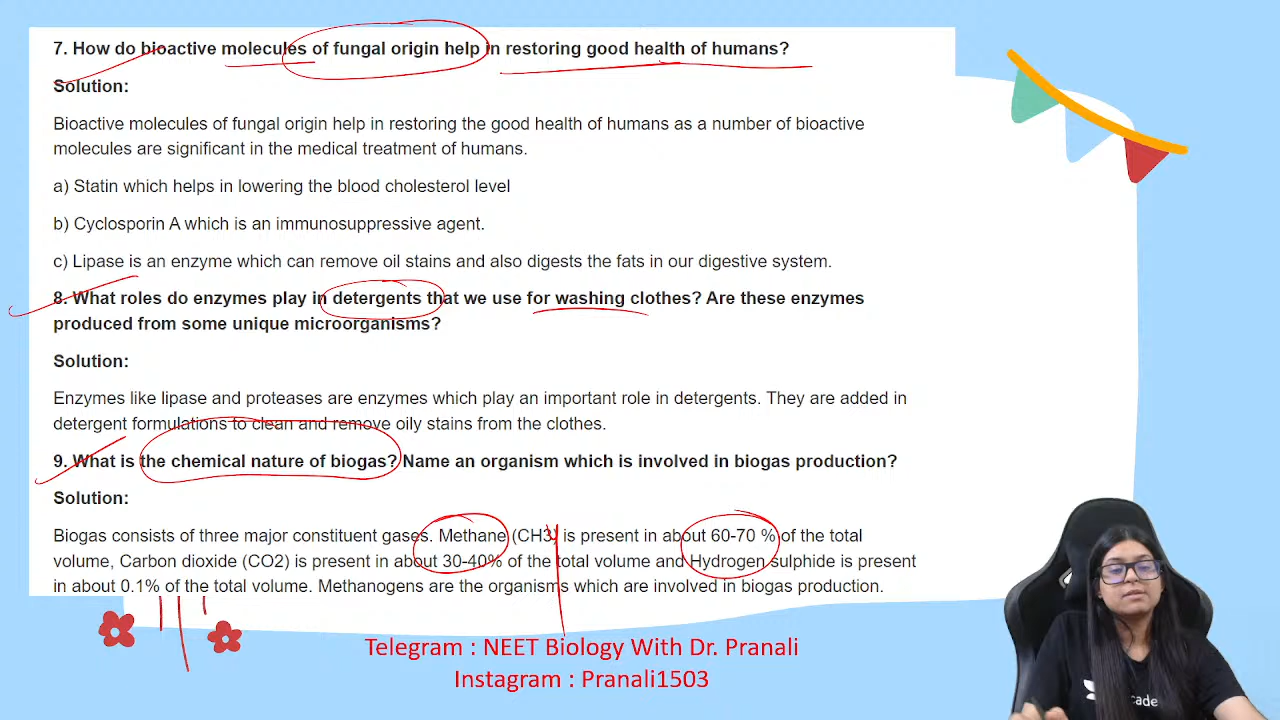 7. How do bioactive molecules of fungal origin help in restoring good health of humans?
Solution:
Bioactive molecules of fungal origin help in restoring the good health of humans as a number of bioactive
molecules are significant in the medical treatment of humans.
a) Statin which helps in lowering the blood cholesterol level
b) Cyclosporin A which is an immunosuppressive agent.
c) Lipase is an enzyme which can remove oil stains and also digests the fats in our digestive system.
8. What roles do enzymes play in detergents that we use for washing clothes? Are these enzymes
produced from some unique microorganisms?
Solution:
Enzymes like lipase and proteases are enzymes which play an important role in detergents. They are added in
detergent formulations to clean and remove oily stains from the clothes.
9. What is the chemical nature of biogas? Name an organism which is involved in biogas production?
Solution:
Biogas consists of three major constituent gases. Methane (CH3) is present in about 60-70 % of the total
volume, Carbon dioxide (CO2) is present in about 30-40% of the total volume and Hydrogen sulphide is present
in about 0.1% of the total volume. Methanogens are the organisms which are involved in biogas production.
Telegram : NEET Biology With Dr. Pranali
Instagram : Pranali1503